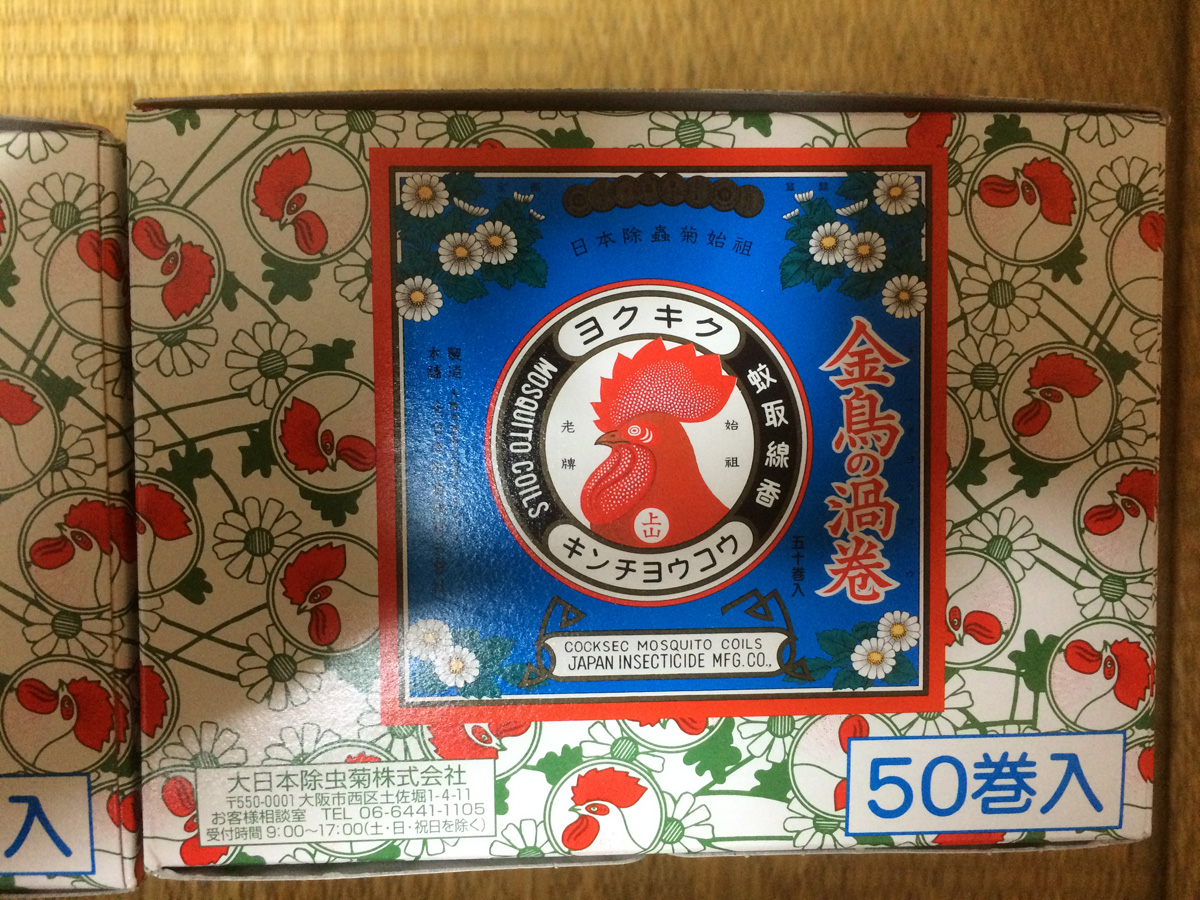 日本除蟲菊始祖
ヨクキク
蚊取線香
MOSQUITO COILS
始祖
老牌
上山
キンチヨウコウ
金鳥の渦巻
五十巻入
製造
本舗
COCKSEC MOSQUITO COILS
JAPAN INSECTICIDE MFG.CO.,
大日本除虫菊株式会社
〒550-0001 大阪市西区土佐堀1-4-11
お客様相談室 TEL 06-6441-1105
受付時間 9:00〜17:00(土・日・祝日を除く)
50巻入
入